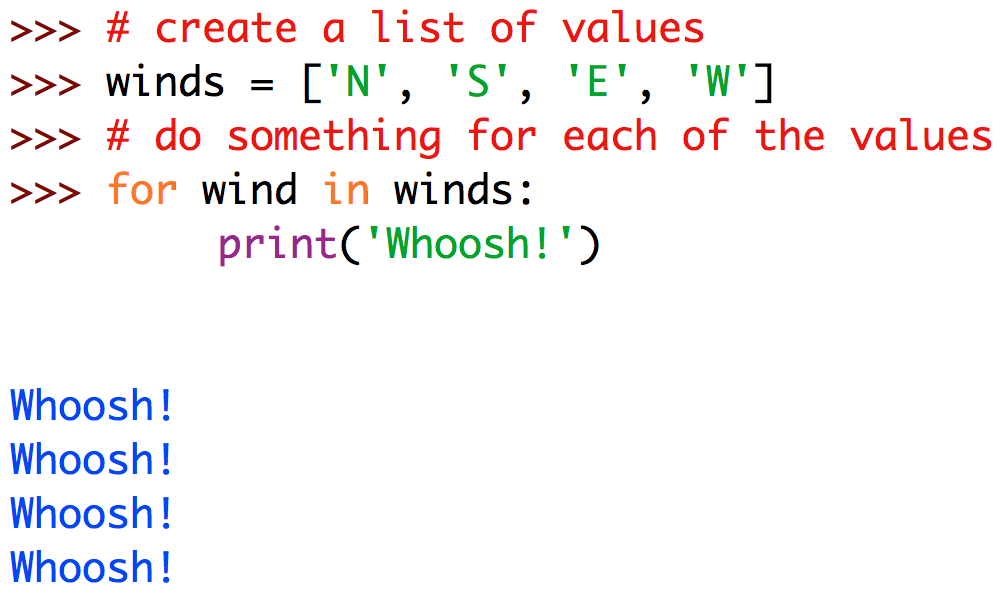 >>> # create a list of values
>>> winds = ['N', 'S', 'E', 'W']
>>> # do something for each of the values
>>> for wind in winds:
        print('Whoosh!')
Whoosh!
Whoosh!
Whoosh!
Whoosh!